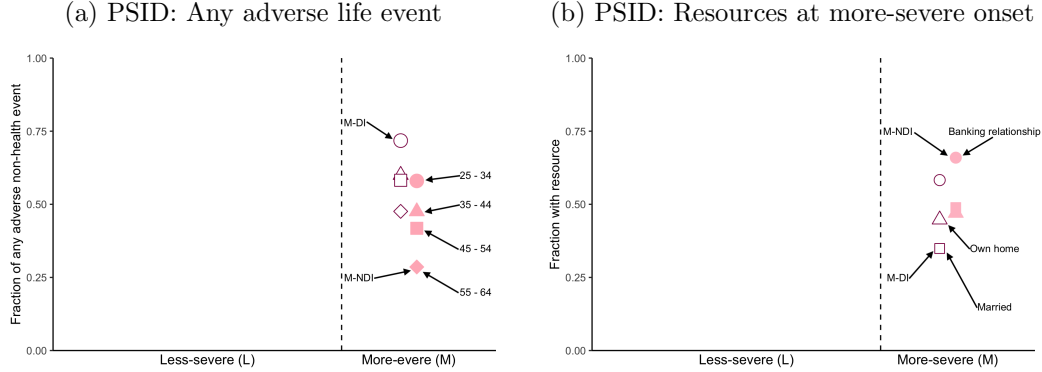 (a) PSID: Any adverse life event
Fraction of any adverse non-health event
1.00
0.75
0.50
0.25
0.00
M-DI
25 - 34
35 - 44
45 - 54
M-NDI
55 - 64
Less-severe (L)
More-evere (M)
(b) PSID: Resources at more-severe onset
Fraction with resource
1.00
0.75
0.50
0.25
0.00
M-NDI
Banking relationship
Own home
M-DI
Married
Less-severe (L)
More-severe (M)